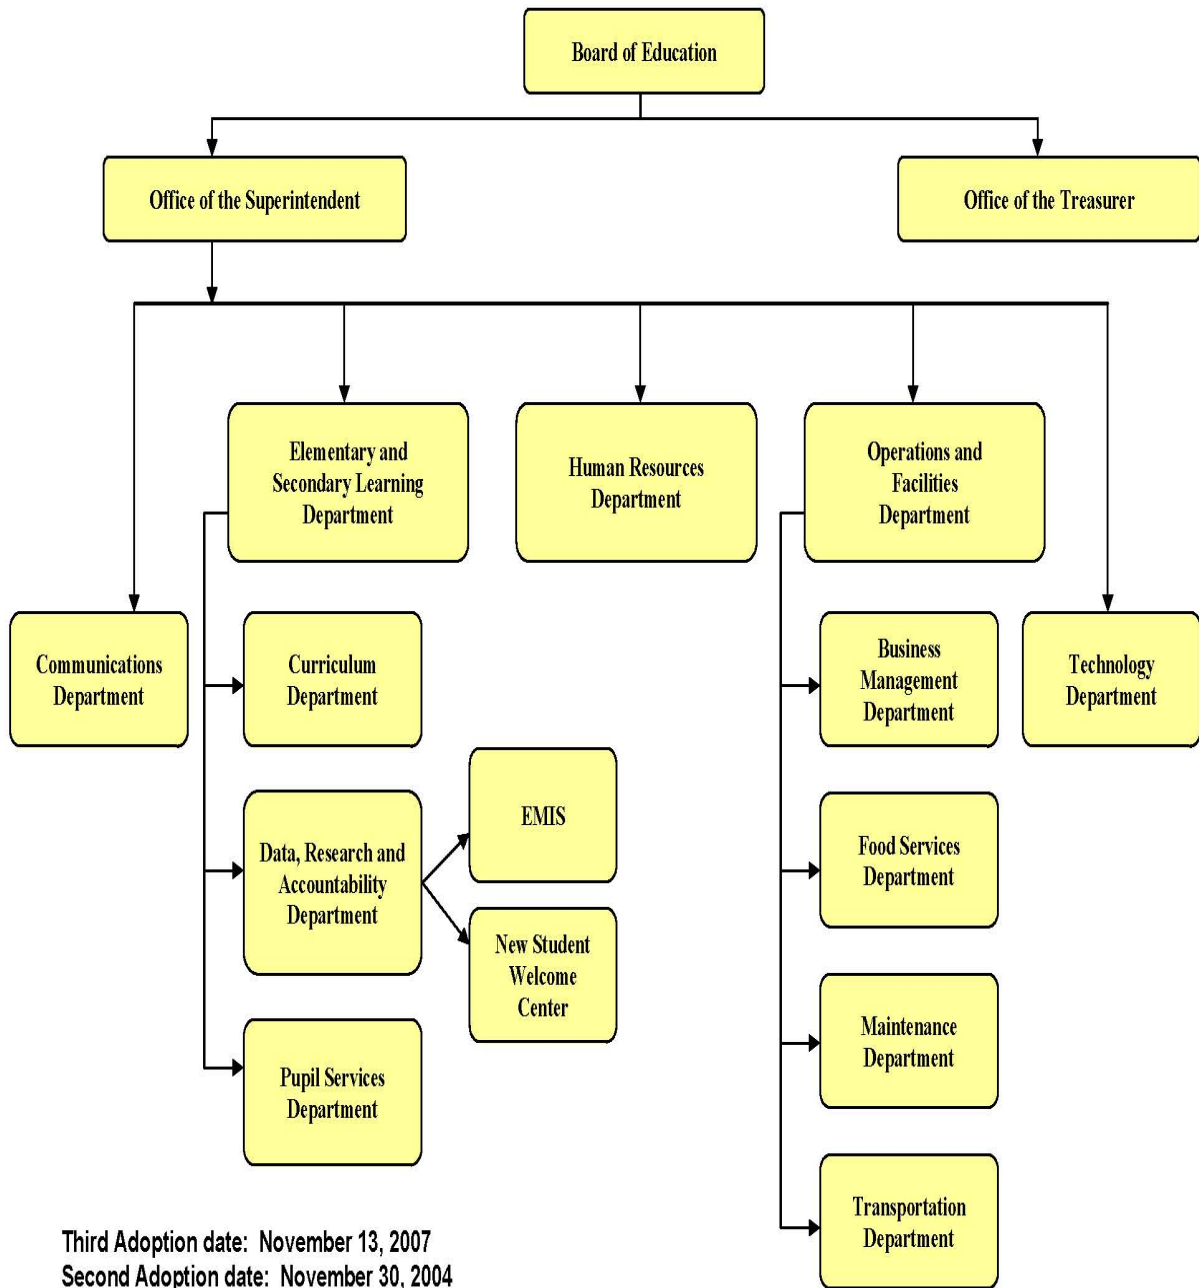 Board of Education
Office of the Superintendent
Office of the Treasurer
Elementary and
Secondary Learning
Department
Human Resources
Department
Operations and
Facilities
Department
Communications
Department
Curriculum
Department
Business
Management
Department
Technology
Department
Data, Research and
Accountability
Department
EMIS
New Student
Welcome
Center
Food Services
Department
Pupil Services
Department
Maintenance
Department
Transportation
Department
Third Adoption date: November 13, 2007
Second Adoption date: November 30, 2004